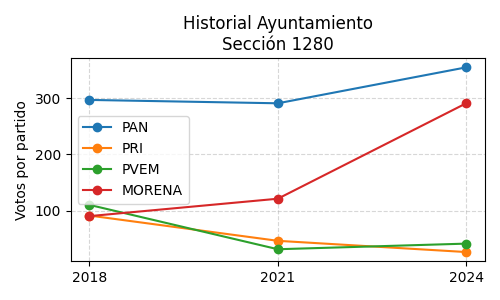 Historial Ayuntamiento
Sección 1280
Votos por partido
300
200
100
PAN
PRI
PVEM
MORENA
2018
2021
2024